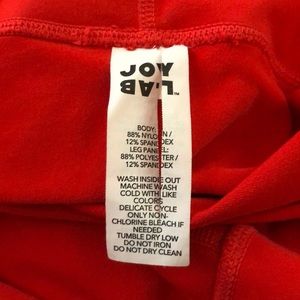 JOY
LAB™
BODY:
88% NYLON /
12% SPANDEX
LEG PANEL:
88% POLYESTER /
12% SPANDEX
WASH INSIDE OUT
MACHINE WASH
COLD WITH LIKE
COLORS
DELICATE CYCLE
ONLY NON-
CHLORINE BLEACH IF
NEEDED
TUMBLE DRY LOW
DO NOT IRON
DO NOT DRY CLEAN